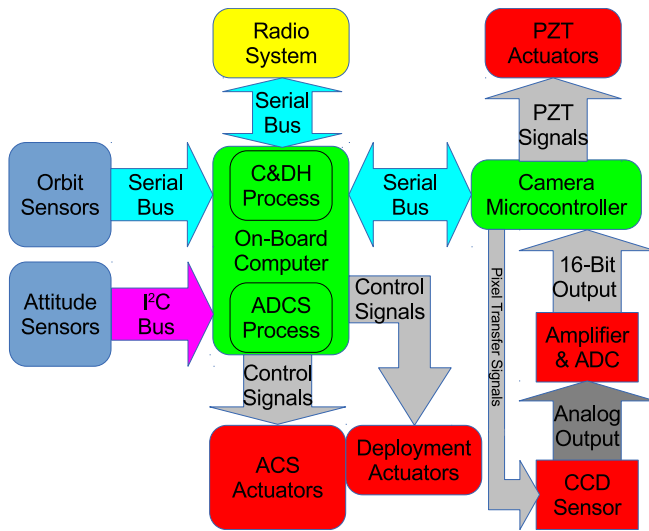 Radio
System
PZT
Actuators
Serial
Bus
PZT
Signals
Orbit
Sensors
Serial
Bus
C&DH
Process
Serial
Bus
Camera
Microcontroller
On-Board
Computer
Attitude
Sensors
I²C
Bus
ADCS
Process
Control
Signals
Pixel Transfer Signals
16-Bit
Output
Amplifier
& ADC
Control
Signals
Analog
Output
ACS
Actuators
Deployment
Actuators
CCD
Sensor